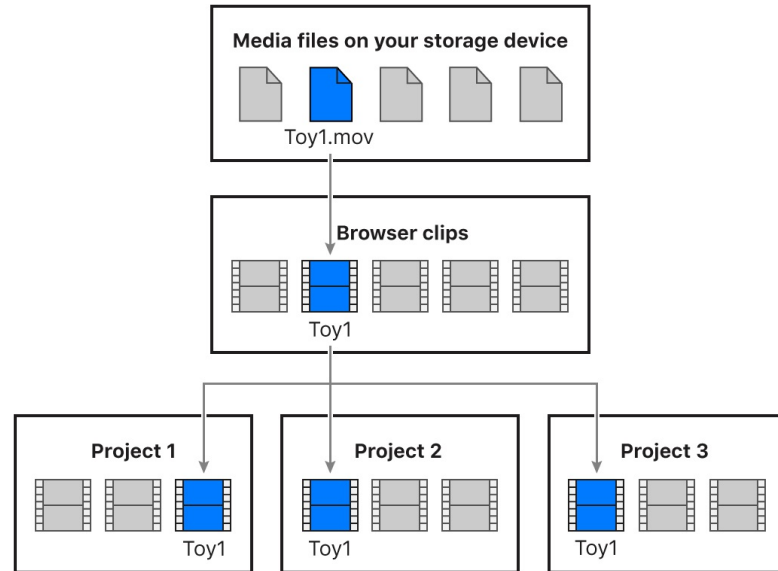 Media files on your storage device
Toy1.mov
Browser clips
Toy1
Project 1
Toy1
Project 2
Toy1
Project 3
Toy1